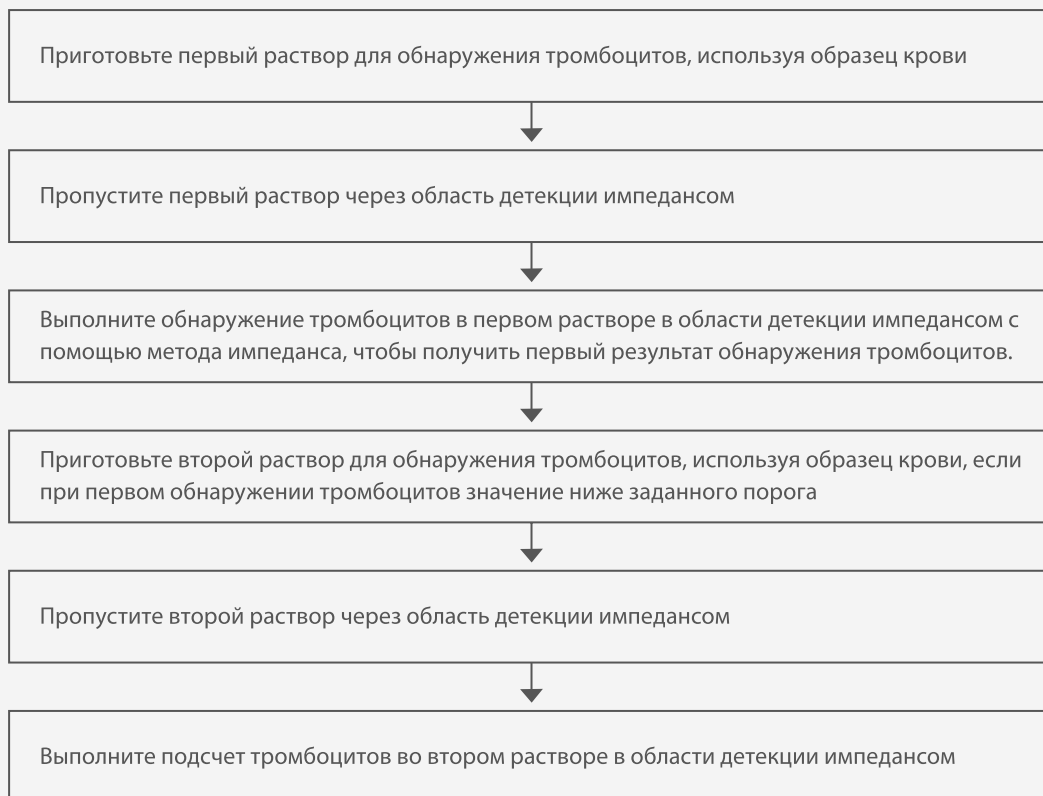 Приготовьте первый раствор для обнаружения тромбоцитов, используя образец крови
Пропустите первый раствор через область детекции импедансом
Выполните обнаружение тромбоцитов в первом растворе в области детекции импедансом с
помощью метода импеданса, чтобы получить первый результат обнаружения тромбоцитов.
Приготовьте второй раствор для обнаружения тромбоцитов, используя образец крови, если
при первом обнаружении тромбоцитов значение ниже заданного порога
Пропустите второй раствор через область детекции импедансом
Выполните подсчет тромбоцитов во втором растворе в области детекции импедансом